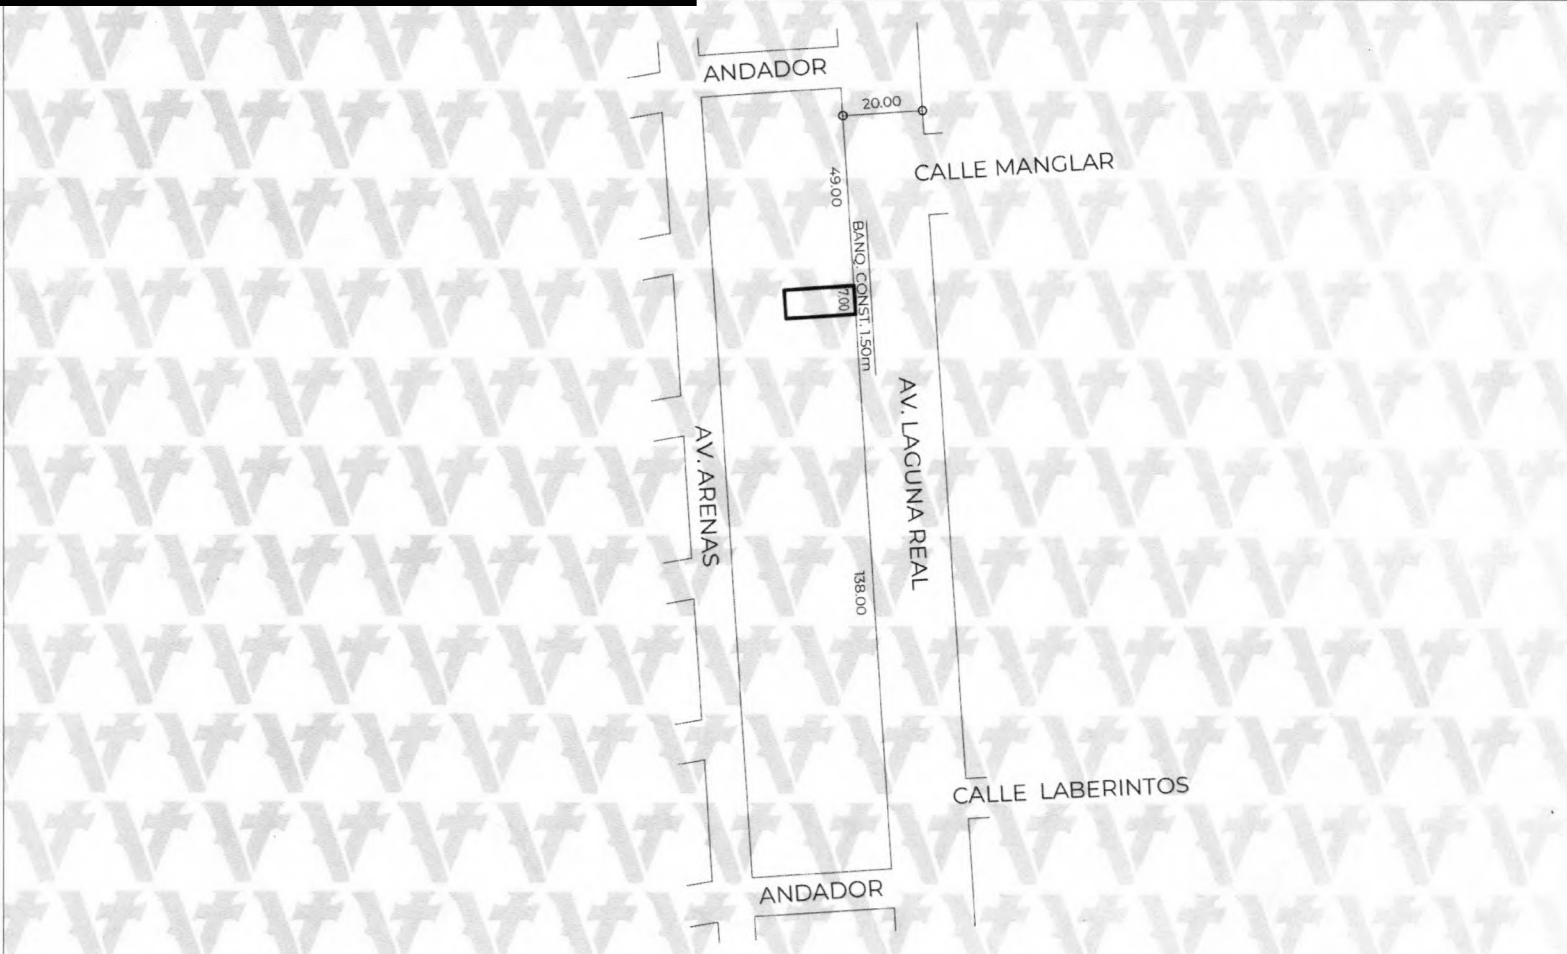 ANDADOR
20.00
CALLE MANGLAR
49.00
BANQ. CONST. 1.50m
7.00
AV. LAGUNA REAL
AV. ARENAS
138.00
CALLE LABERINTOS
ANDADOR